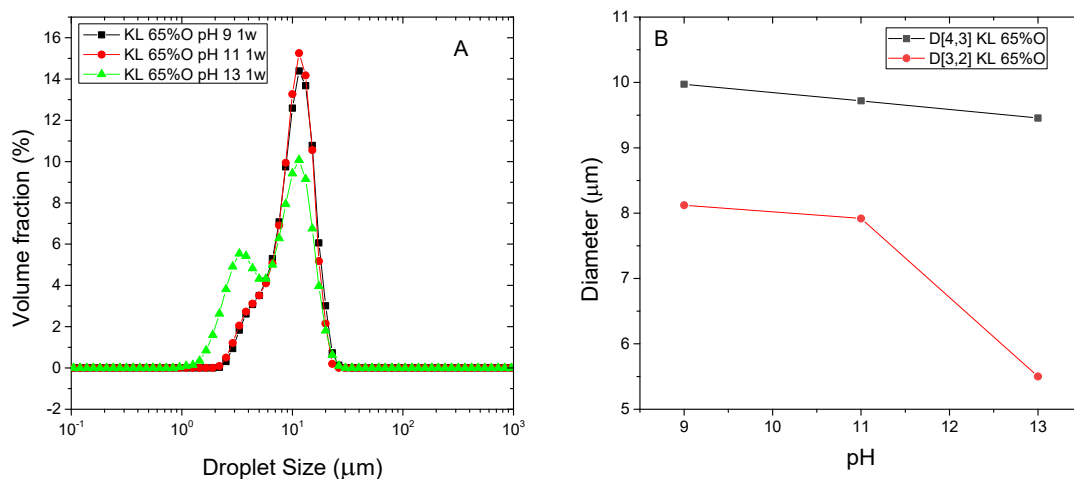 A
KL 65%O pH 9 1w
KL 65%O pH 11 1w
KL 65%O pH 13 1w
16
14
12
10
8
6
4
2
0
-2
Volume fraction (%)
10⁻¹ 10⁰ 10¹ 10² 10³
Droplet Size (μm)
B
D[4,3] KL 65%O
D[3,2] KL 65%O
11
10
9
8
7
6
5
Diameter (μm)
9 10 11 12 13
pH